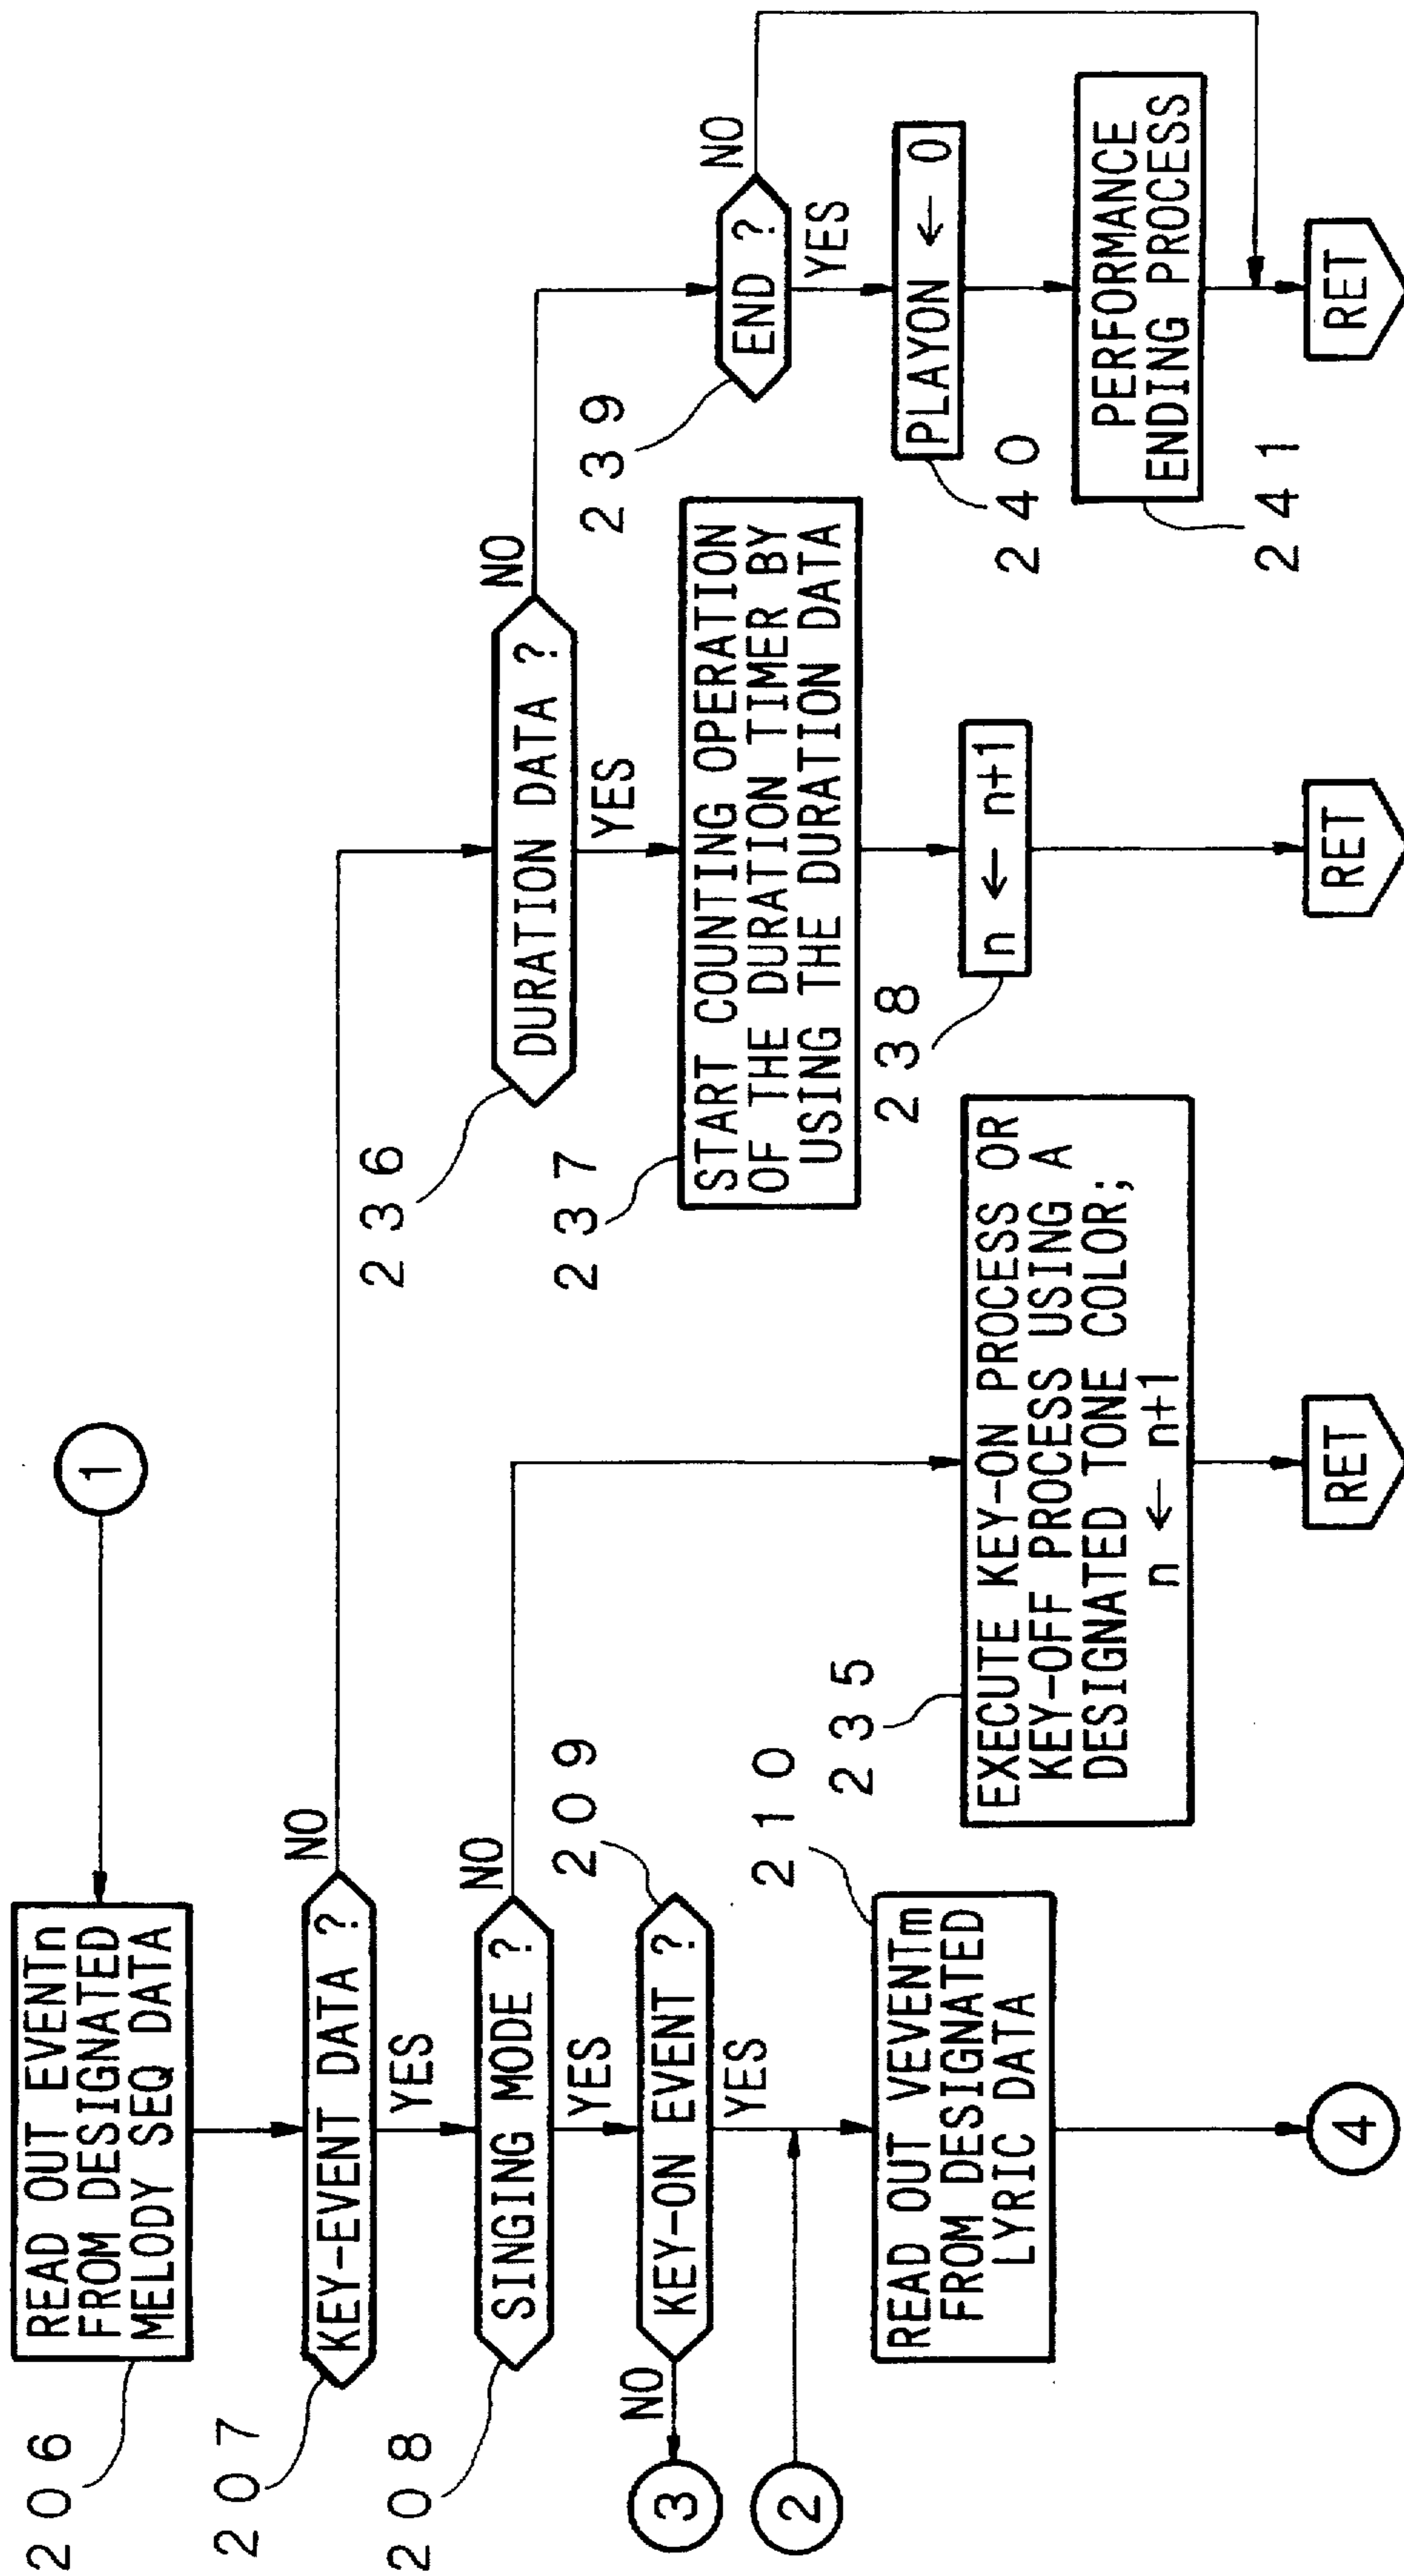 1
206
READ OUT EVENTn
FROM DESIGNATED
MELODY SEQ DATA
207
KEY-EVENT DATA ?
NO
YES
208
SINGING MODE ?
NO
YES
209
KEY-ON EVENT ?
NO
YES
3
2
210
READ OUT VEVENTm
FROM DESIGNATED
LYRIC DATA
4
235
EXECUTE KEY-ON PROCESS OR
KEY-OFF PROCESS USING A
DESIGNATED TONE COLOR;
n ← n+1
RET
236
DURATION DATA ?
NO
YES
237
START COUNTING OPERATION
OF THE DURATION TIMER BY
USING THE DURATION DATA
238
n ← n+1
RET
239
END ?
NO
YES
240
PLAYON ← 0
241
PERFORMANCE
ENDING PROCESS
RET